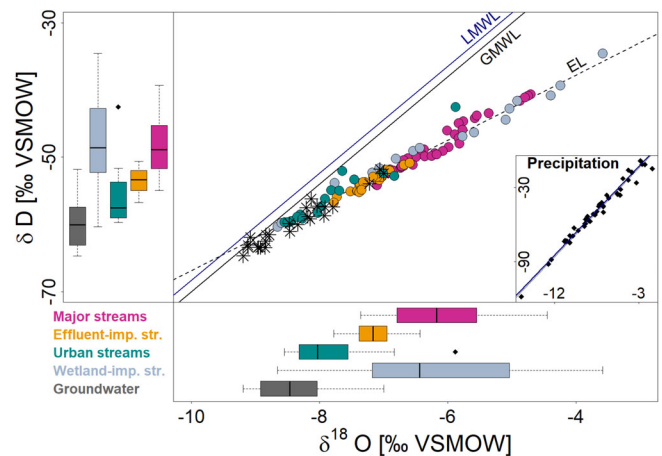 -30
-50
-70
δ D [‰ VSMOW]
LMWL
GMWL
EL
Precipitation
-30
-90
-12
-3
Major streams
Effluent-imp. str.
Urban streams
Wetland-imp. str.
Groundwater
-10
-8
-6
-4
δ¹⁸ O [‰ VSMOW]